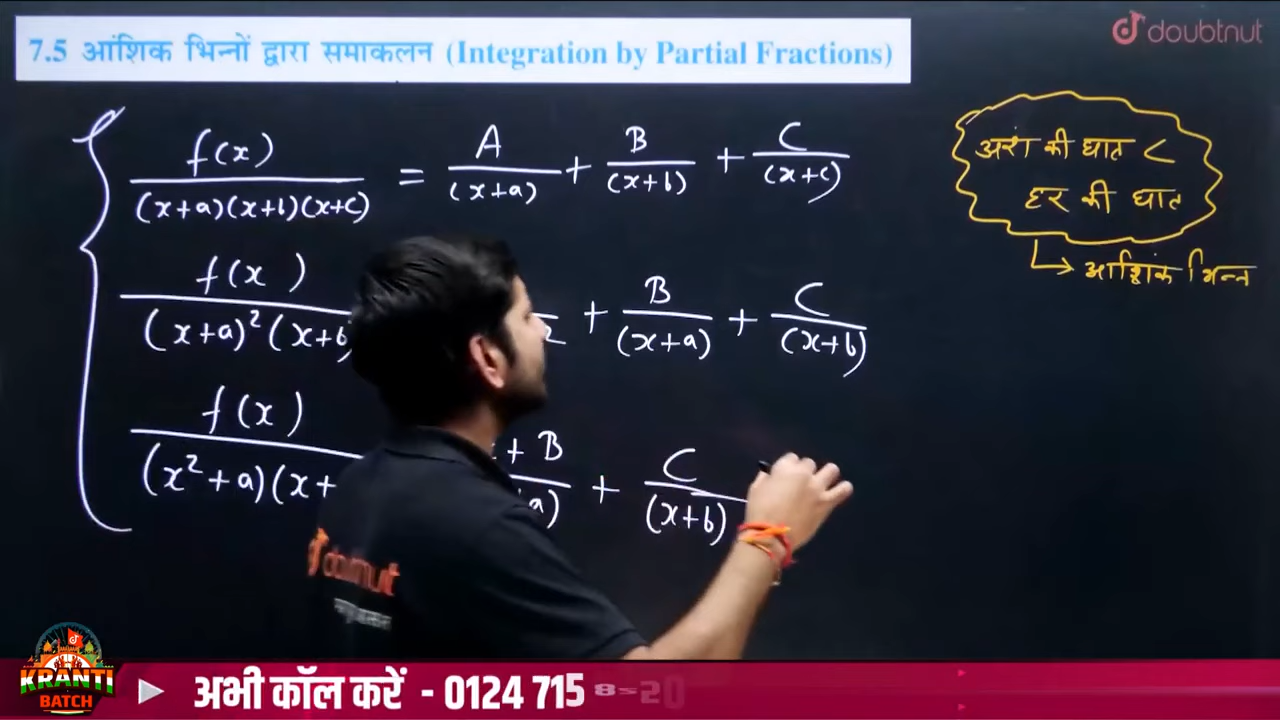 doubtnut
7.5 आंशिक भिन्नों द्वारा समाकलन (Integration by Partial Fractions)
f(x)/(x+a)(x+b)(x+c) = A/(x+a) + B/(x+b) + C/(x+c)
अंश की घात <
हर की घात
↳ आंशिक भिन्न
f(x)/(x+a)²(x+b + B/(x+a) + C/(x+b)
f(x)/(x²+a)(x+ + B/a) + C/(x+b)
doubtnut
KRANTI
BATCH
अभी कॉल करें - 0124 715